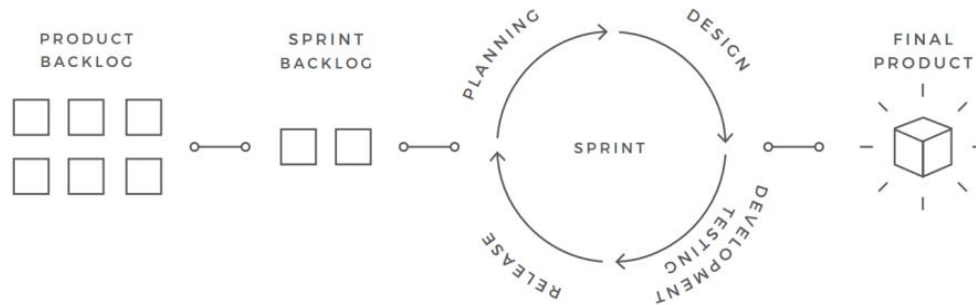 PRODUCT
BACKLOG
SPRINT
BACKLOG
PLANNING
DESIGN
SPRINT
DEVELOPMENT
TESTING
RELEASE
FINAL
PRODUCT